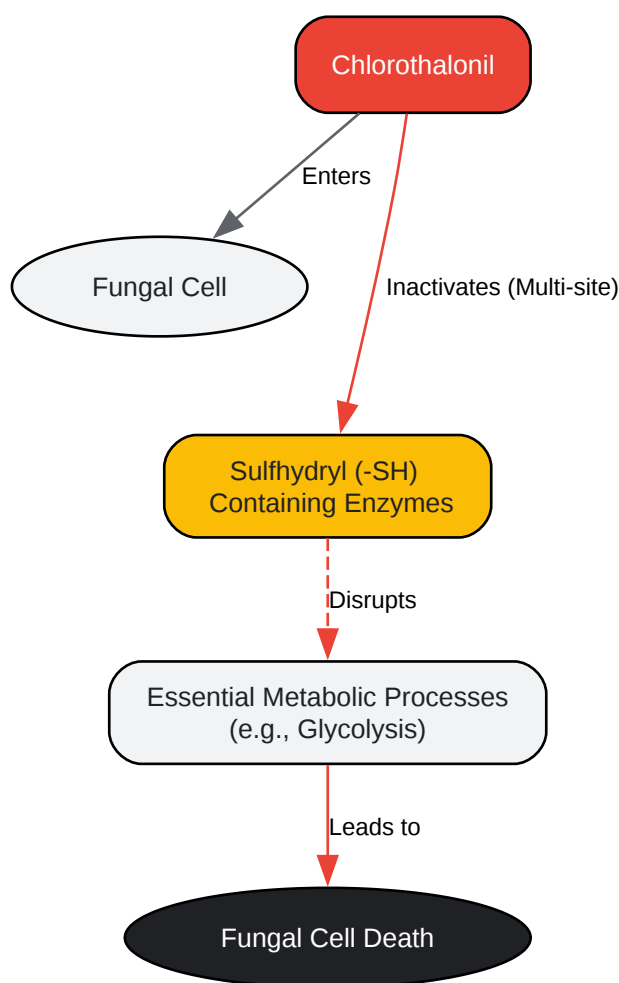 Chlorothalonil
Enters
Fungal Cell
Inactivates (Multi-site)
Sulfhydryl (-SH)
Containing Enzymes
Disrupts
Essential Metabolic Processes
(e.g., Glycolysis)
Leads to
Fungal Cell Death